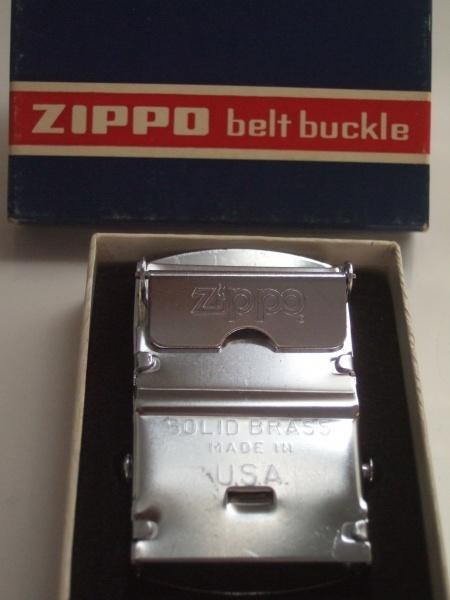 ZIPPO belt buckle
Zippo
SOLID BRASS
MADE IN
U.S.A.